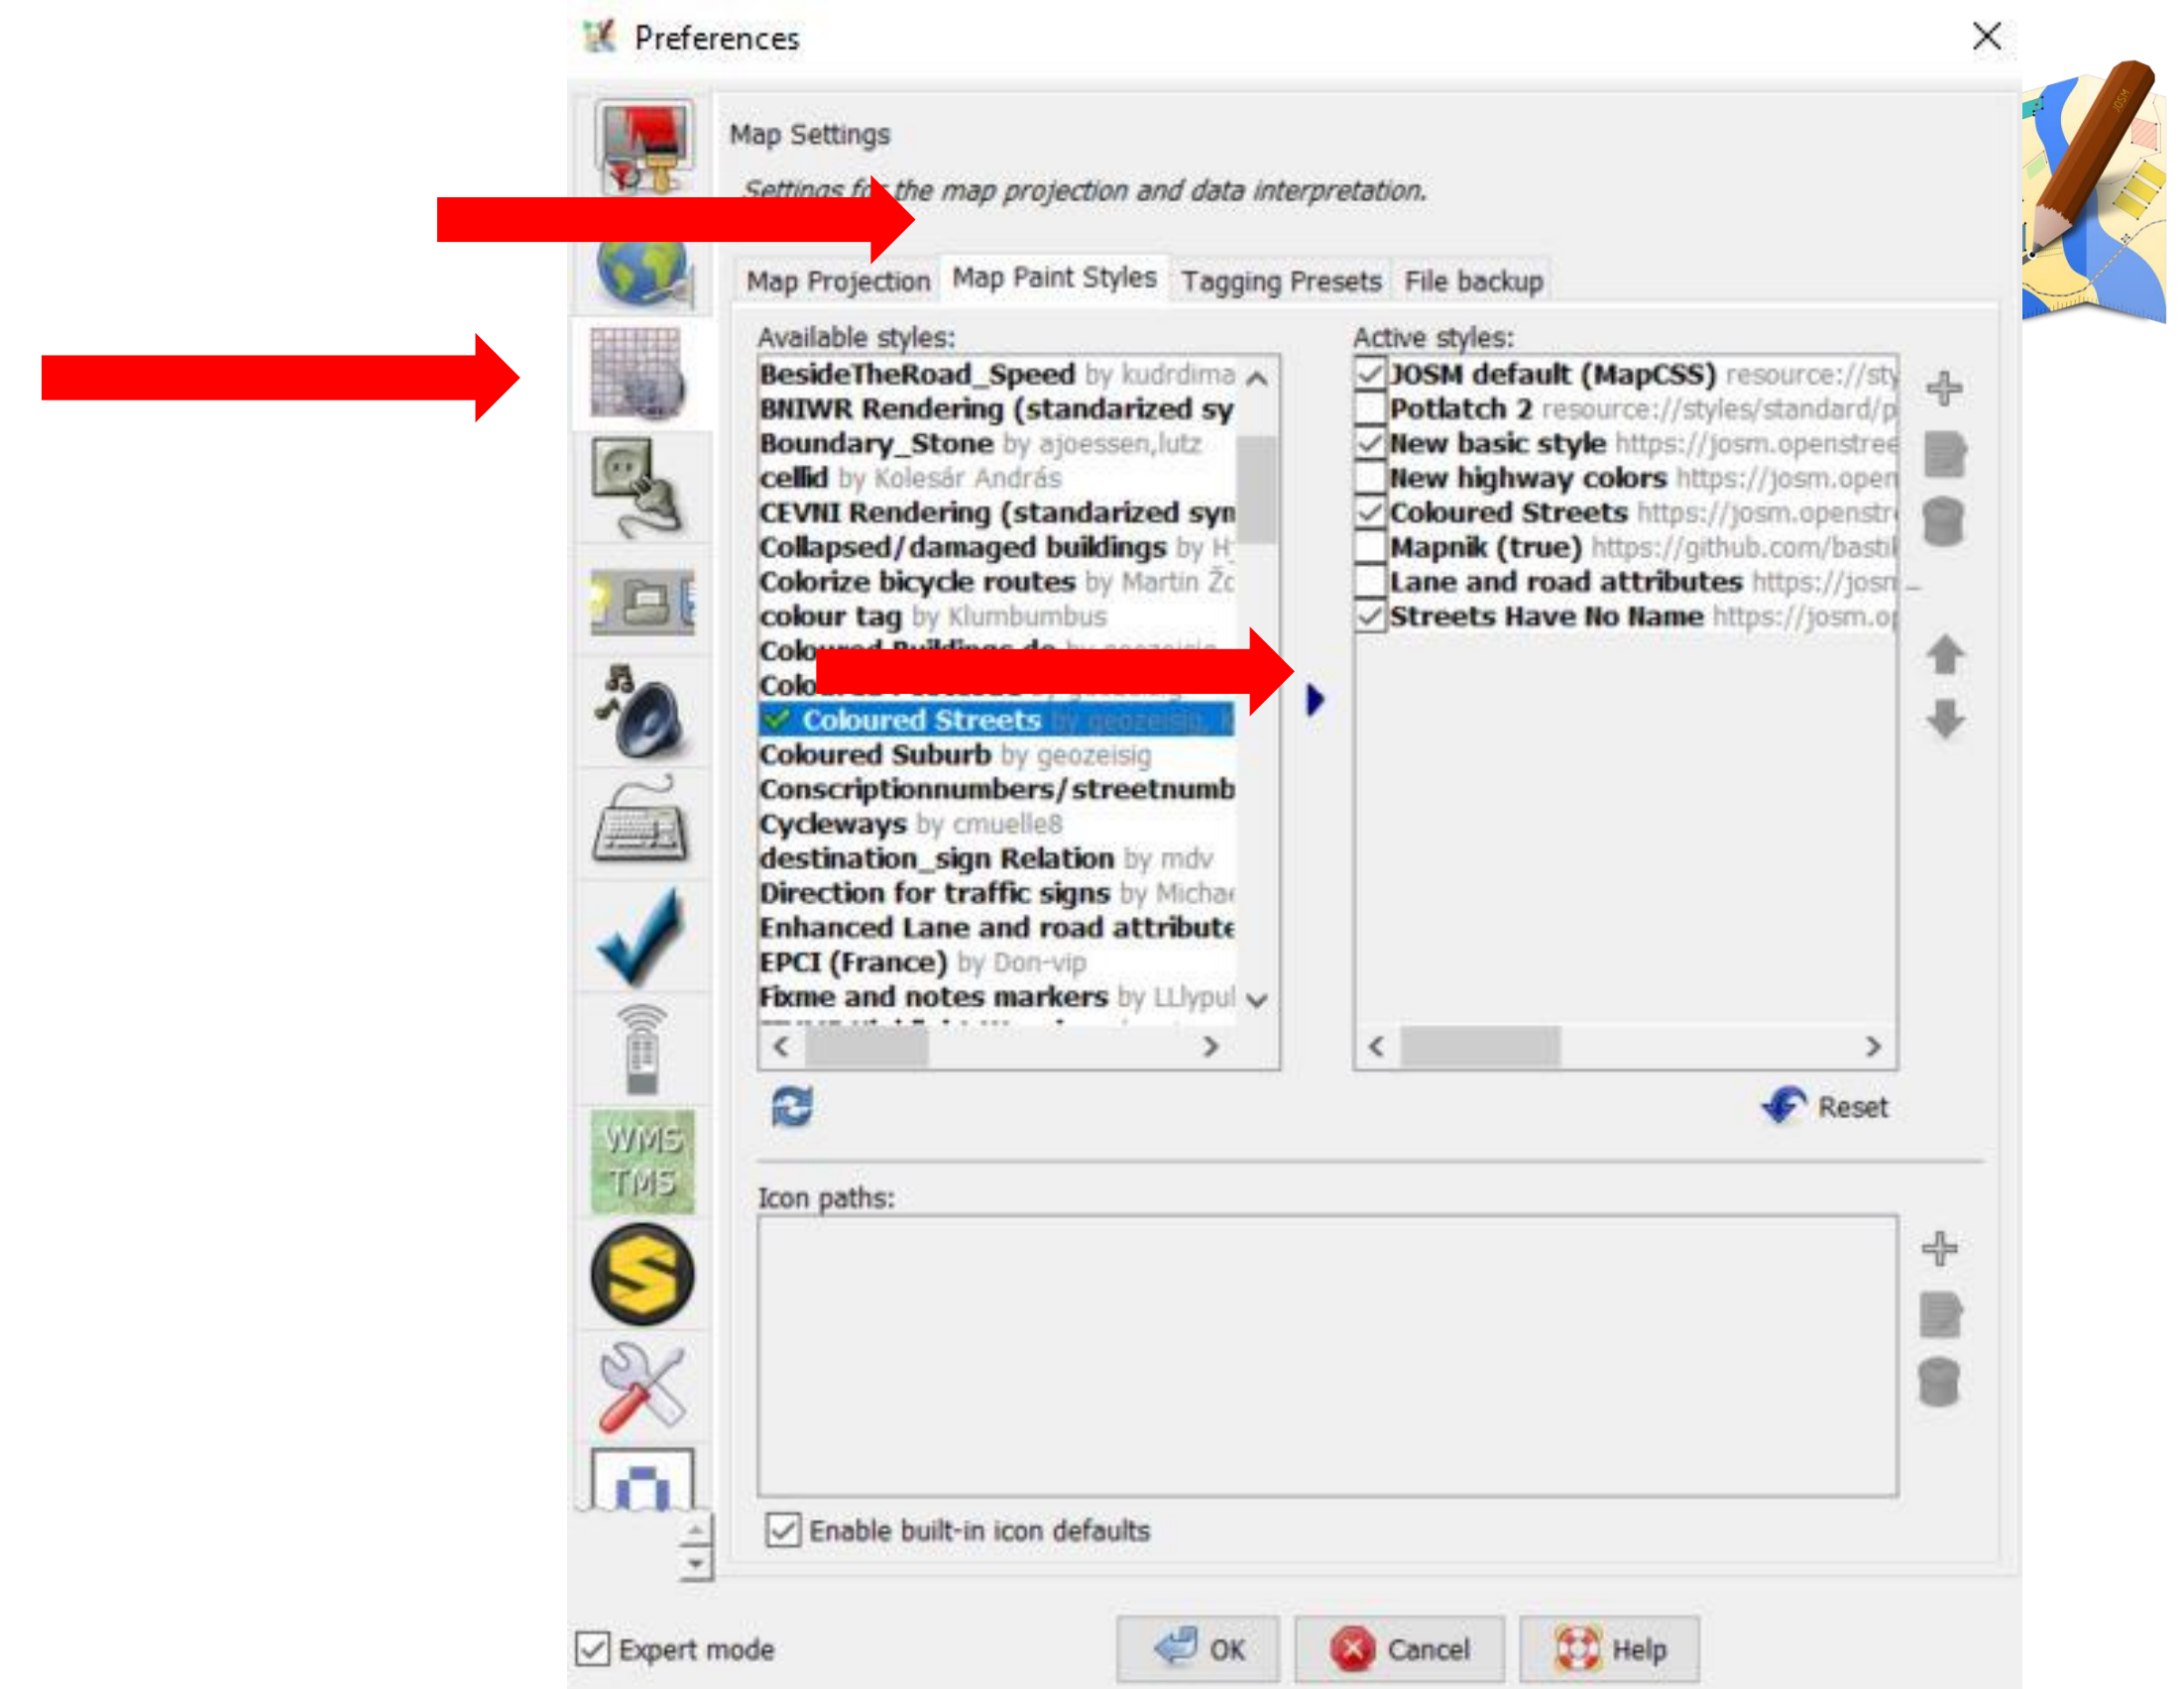 Preferences
JOSM
Map Settings
Settings for the map projection and data interpretation.
Map Projection Map Paint Styles Tagging Presets File backup
Available styles:
BesideTheRoad_Speed by kudrdima
BNIWR Rendering (standarized sy
Boundary_Stone by ajoessen,lutz
cellid by Kolesár András
CEVNI Rendering (standarized syn
Collapsed/damaged buildings by H
Colorize bicycle routes by Martin Žd
colour tag by Klumbumbus
Coloured Buildings de by geozeisig
Coloured Streets by geozeisig,
Coloured Suburb by geozeisig
Conscriptionnumbers/streetnumb
Cycleways by cmuelle8
destination_sign Relation by mdv
Direction for traffic signs by Michae
Enhanced Lane and road attribute
EPCI (France) by Don-vip
Fixme and notes markers by LLlypul
Active styles:
JOSM default (MapCSS) resource://sty
Potlatch 2 resource://styles/standard/p
New basic style https://josm.openstree
New highway colors https://josm.open
Coloured Streets https://josm.openstr
Mapnik (true) https://github.com/basti
Lane and road attributes https://josn
Streets Have No Name https://josm.op
Reset
WMS
TMS
Icon paths:
Enable built-in icon defaults
Expert mode
OK
Cancel
Help